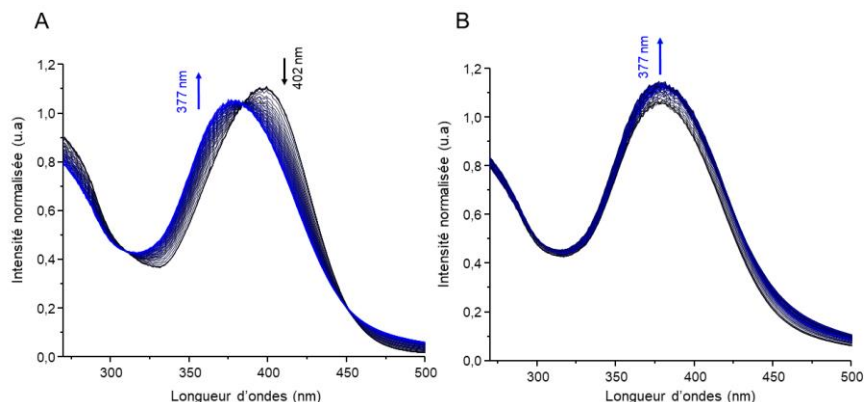 A
377 nm
402 nm
Intensité normalisée (u.a)
1,2
1,0
0,8
0,6
0,4
0,2
0,0
300 350 400 450 500
Longueur d'ondes (nm)
B
377 nm
Intensité normalisée (u.a)
1,2
1,0
0,8
0,6
0,4
0,2
0,0
300 350 400 450 500
Longueur d'ondes (nm)